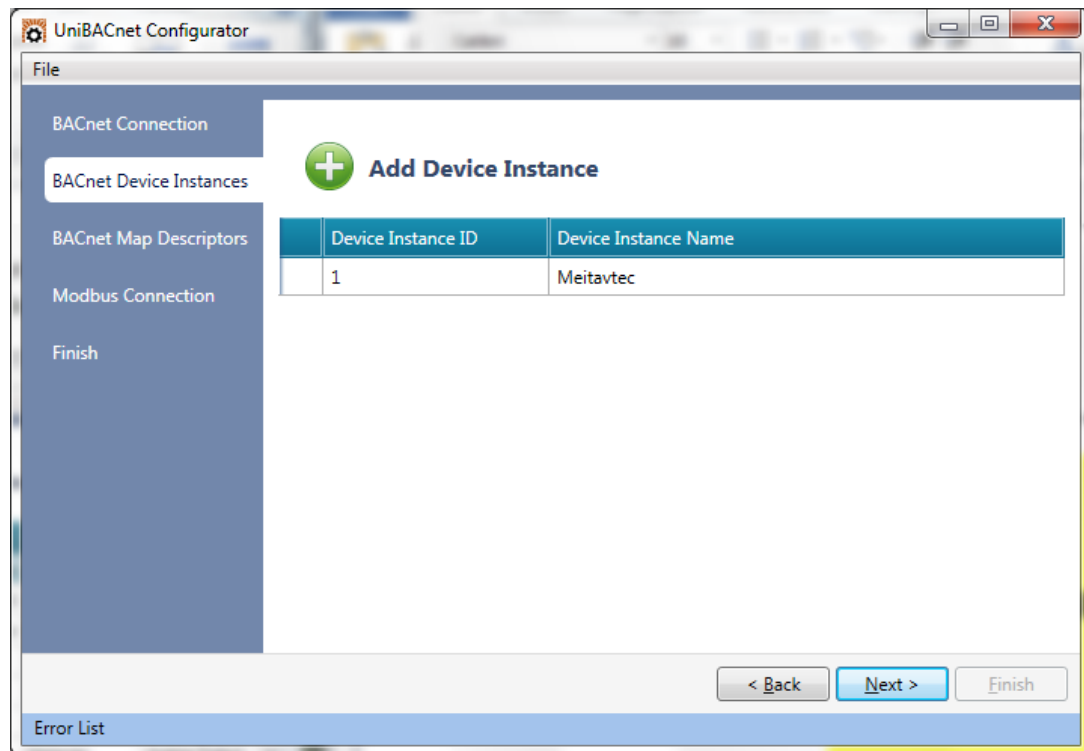 UniBACnet Configurator
File
BACnet Connection
BACnet Device Instances
BACnet Map Descriptors
Modbus Connection
Finish
Add Device Instance
Device Instance ID Device Instance Name
1 Meitavtec
< Back Next > Finish
Error List